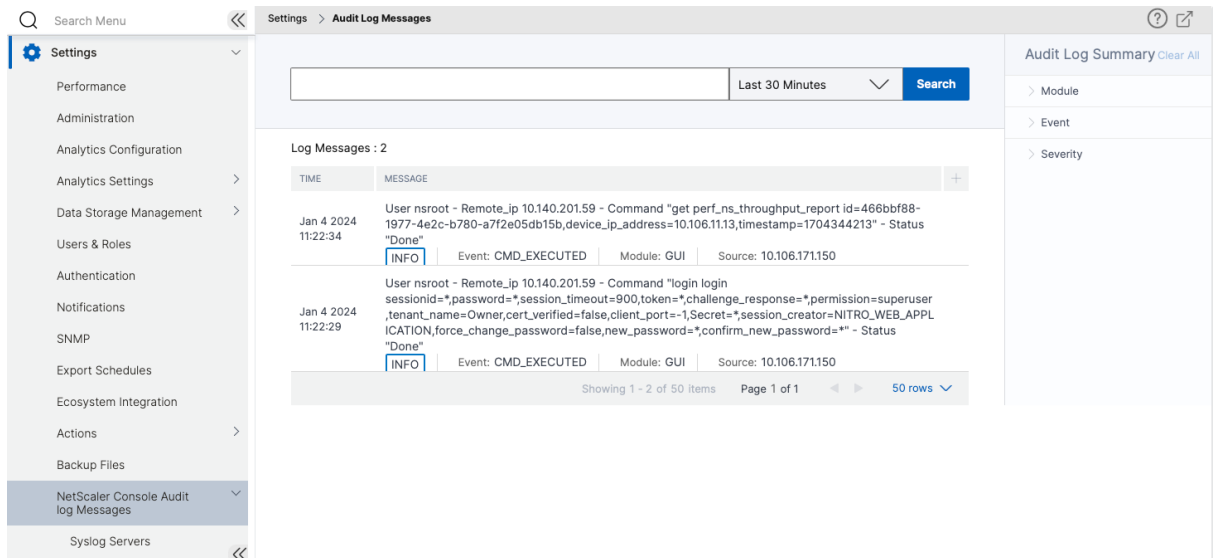 Search Menu
Settings
Performance
Administration
Analytics Configuration
Analytics Settings
Data Storage Management
Users & Roles
Authentication
Notifications
SNMP
Export Schedules
Ecosystem Integration
Actions
Backup Files
NetScaler Console Audit
log Messages
Syslog Servers
Settings > Audit Log Messages
Last 30 Minutes
Search
Log Messages : 2
TIME MESSAGE
Jan 4 2024
11:22:34
User nsroot - Remote_ip 10.140.201.59 - Command "get perf_ns_throughput_report id=466bbf88-
1977-4e2c-b780-a7f2e05db15b,device_ip_address=10.106.11.13,timestamp=1704344213" - Status
"Done"
INFO Event: CMD_EXECUTED Module: GUI Source: 10.106.171.150
Jan 4 2024
11:22:29
User nsroot - Remote_ip 10.140.201.59 - Command "login login
sessionid=*,password=*,session_timeout=900,token=*,challenge_response=*,permission=superuser
,tenant_name=Owner,cert_verified=false,client_port=-1,Secret=*,session_creator=NITRO_WEB_APPL
ICATION,force_change_password=false,new_password=*,confirm_new_password=*" - Status
"Done"
INFO Event: CMD_EXECUTED Module: GUI Source: 10.106.171.150
Showing 1 - 2 of 50 items Page 1 of 1 50 rows
Audit Log Summary Clear All
Module
Event
Severity